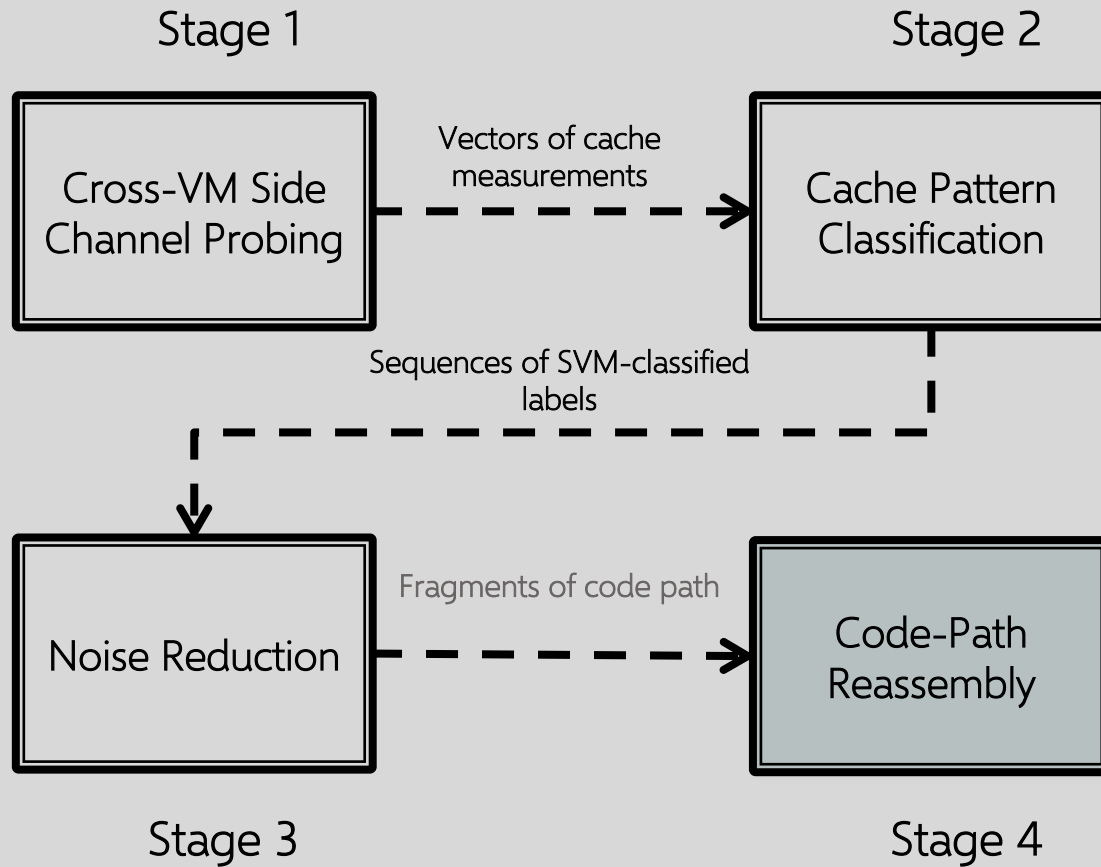 Stage 1
Stage 2
Cross-VM Side
Channel Probing
Vectors of cache
measurements
Cache Pattern
Classification
Sequences of SVM-classified
labels
Noise Reduction
Fragments of code path
Code-Path
Reassembly
Stage 3
Stage 4